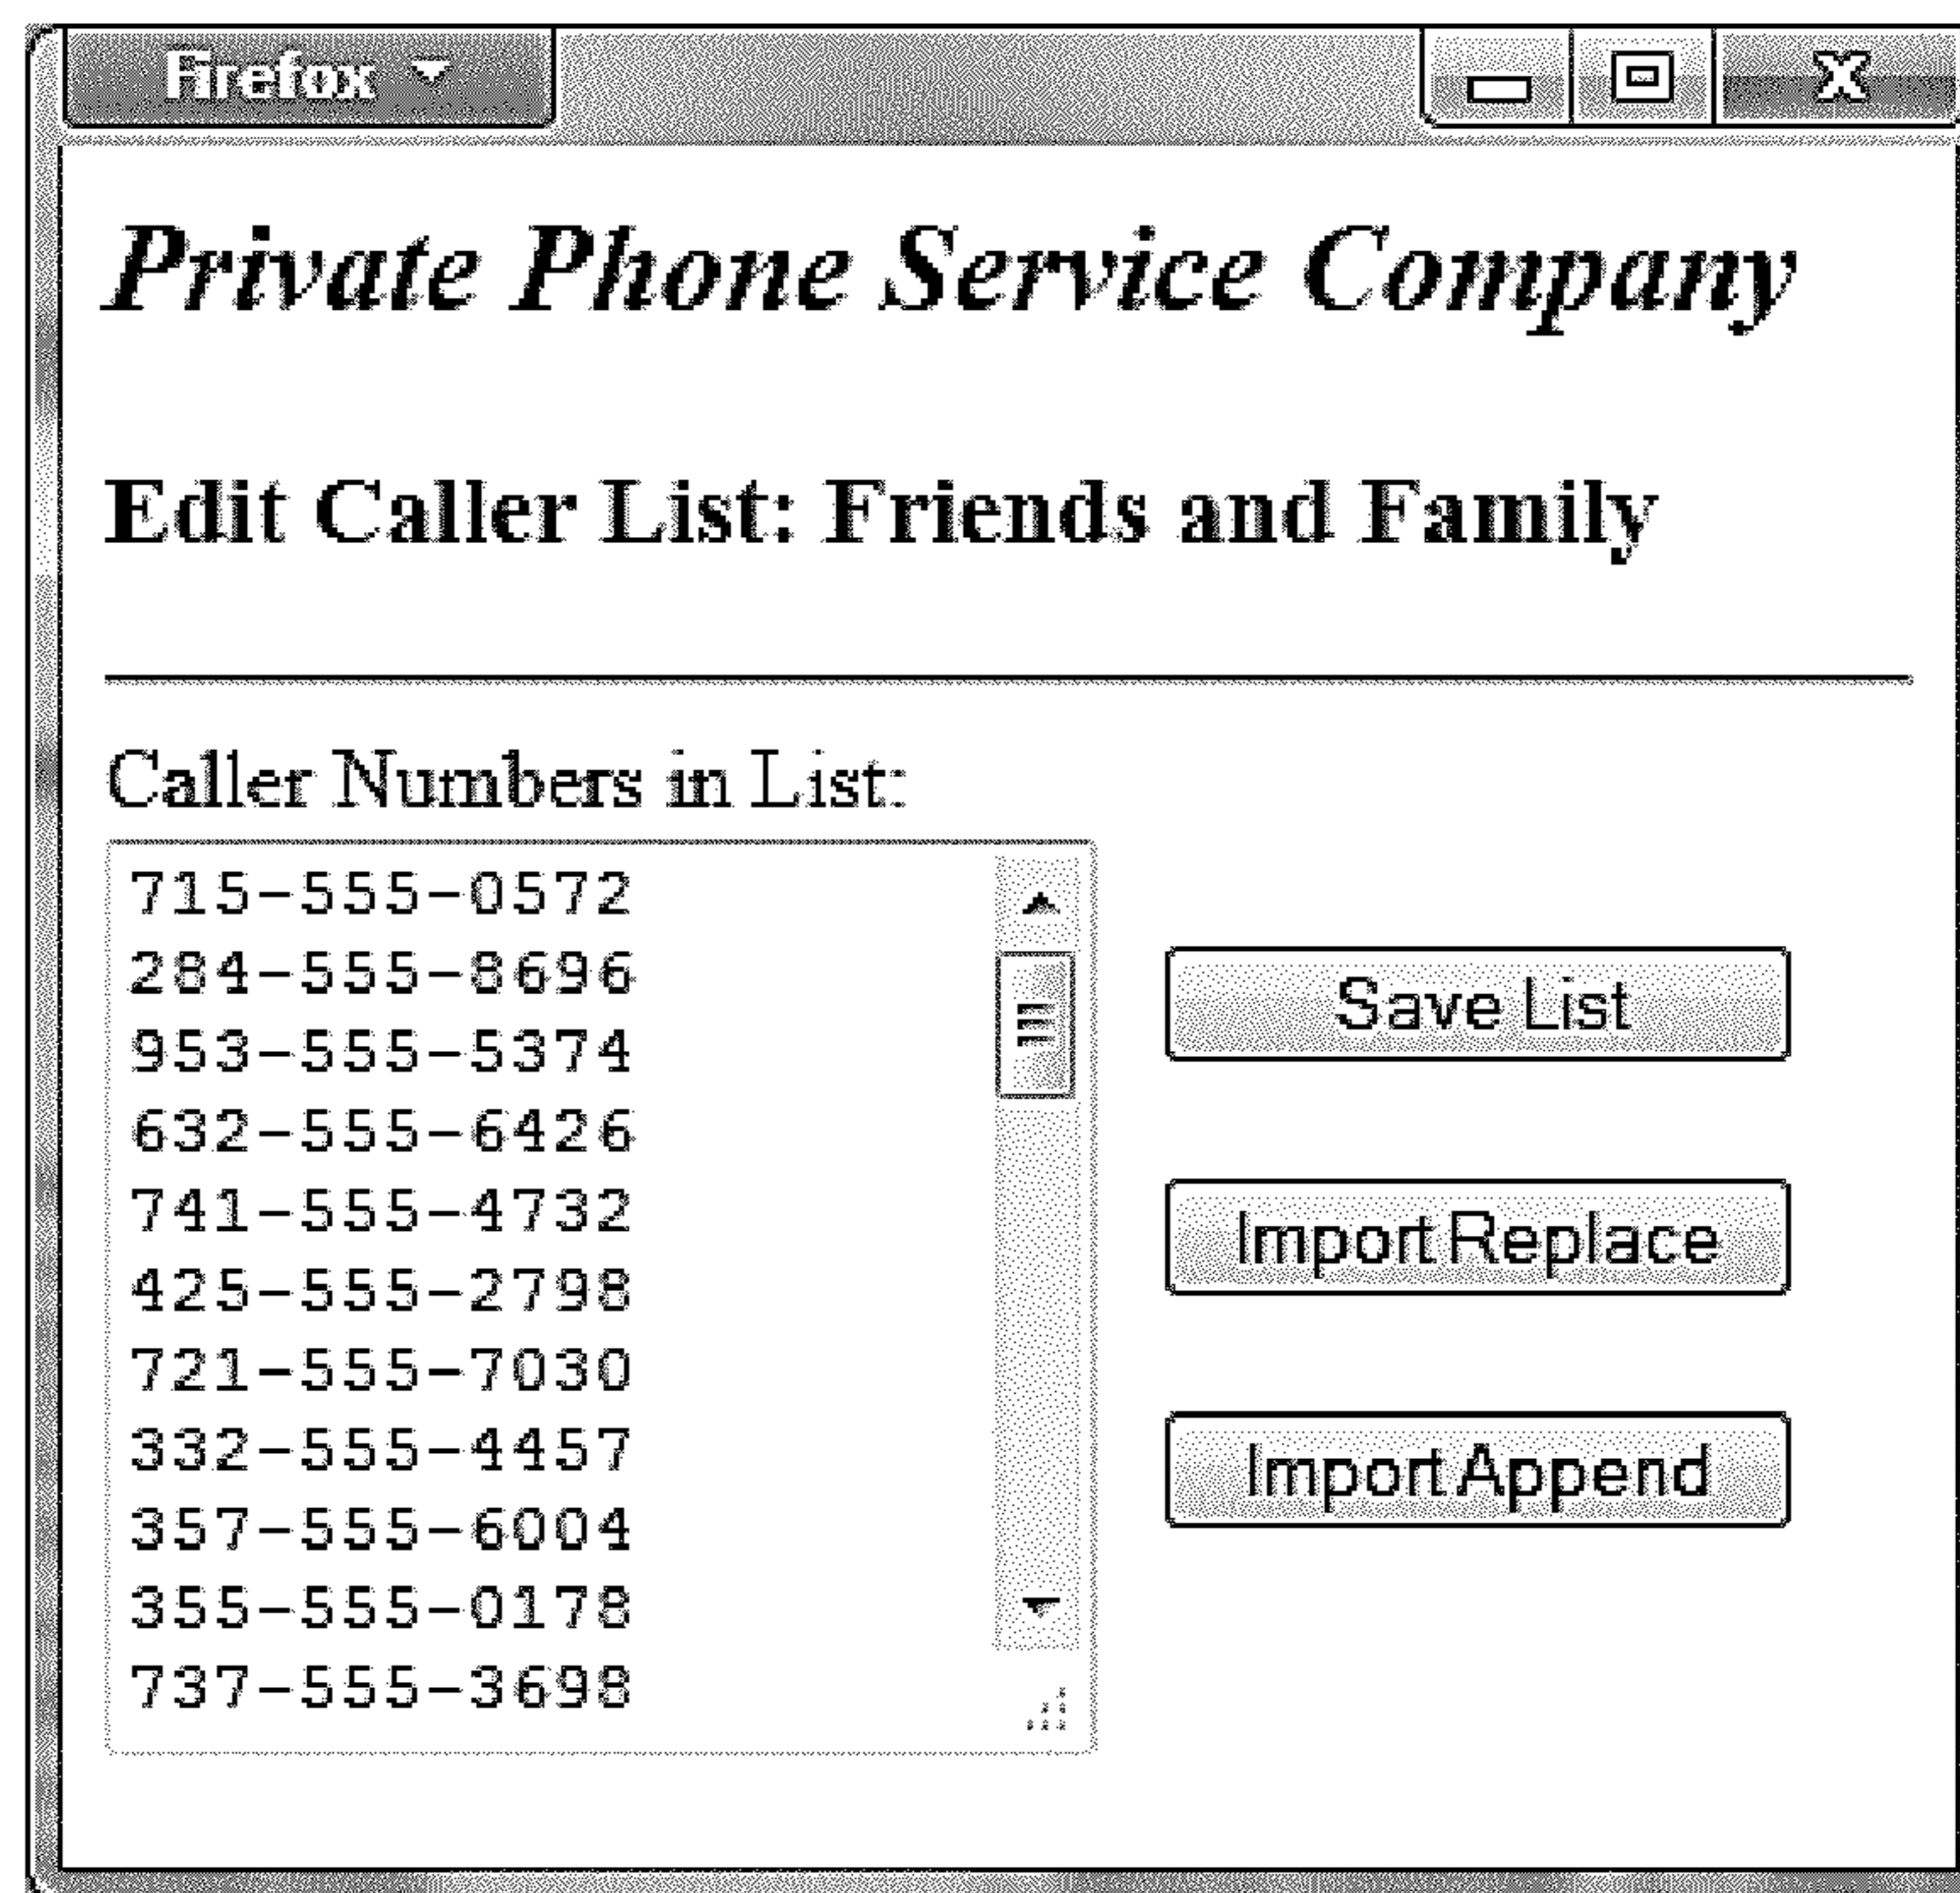 Firefox
Private Phone Service Company
Edit Caller List: Friends and Family
Caller Numbers in List:
715-555-0572
284-555-8696
953-555-5374
632-555-6426
741-555-4732
425-555-2798
721-555-7030
332-555-4457
357-555-6004
355-555-0178
737-555-3698
Save List
Import Replace
Import Append